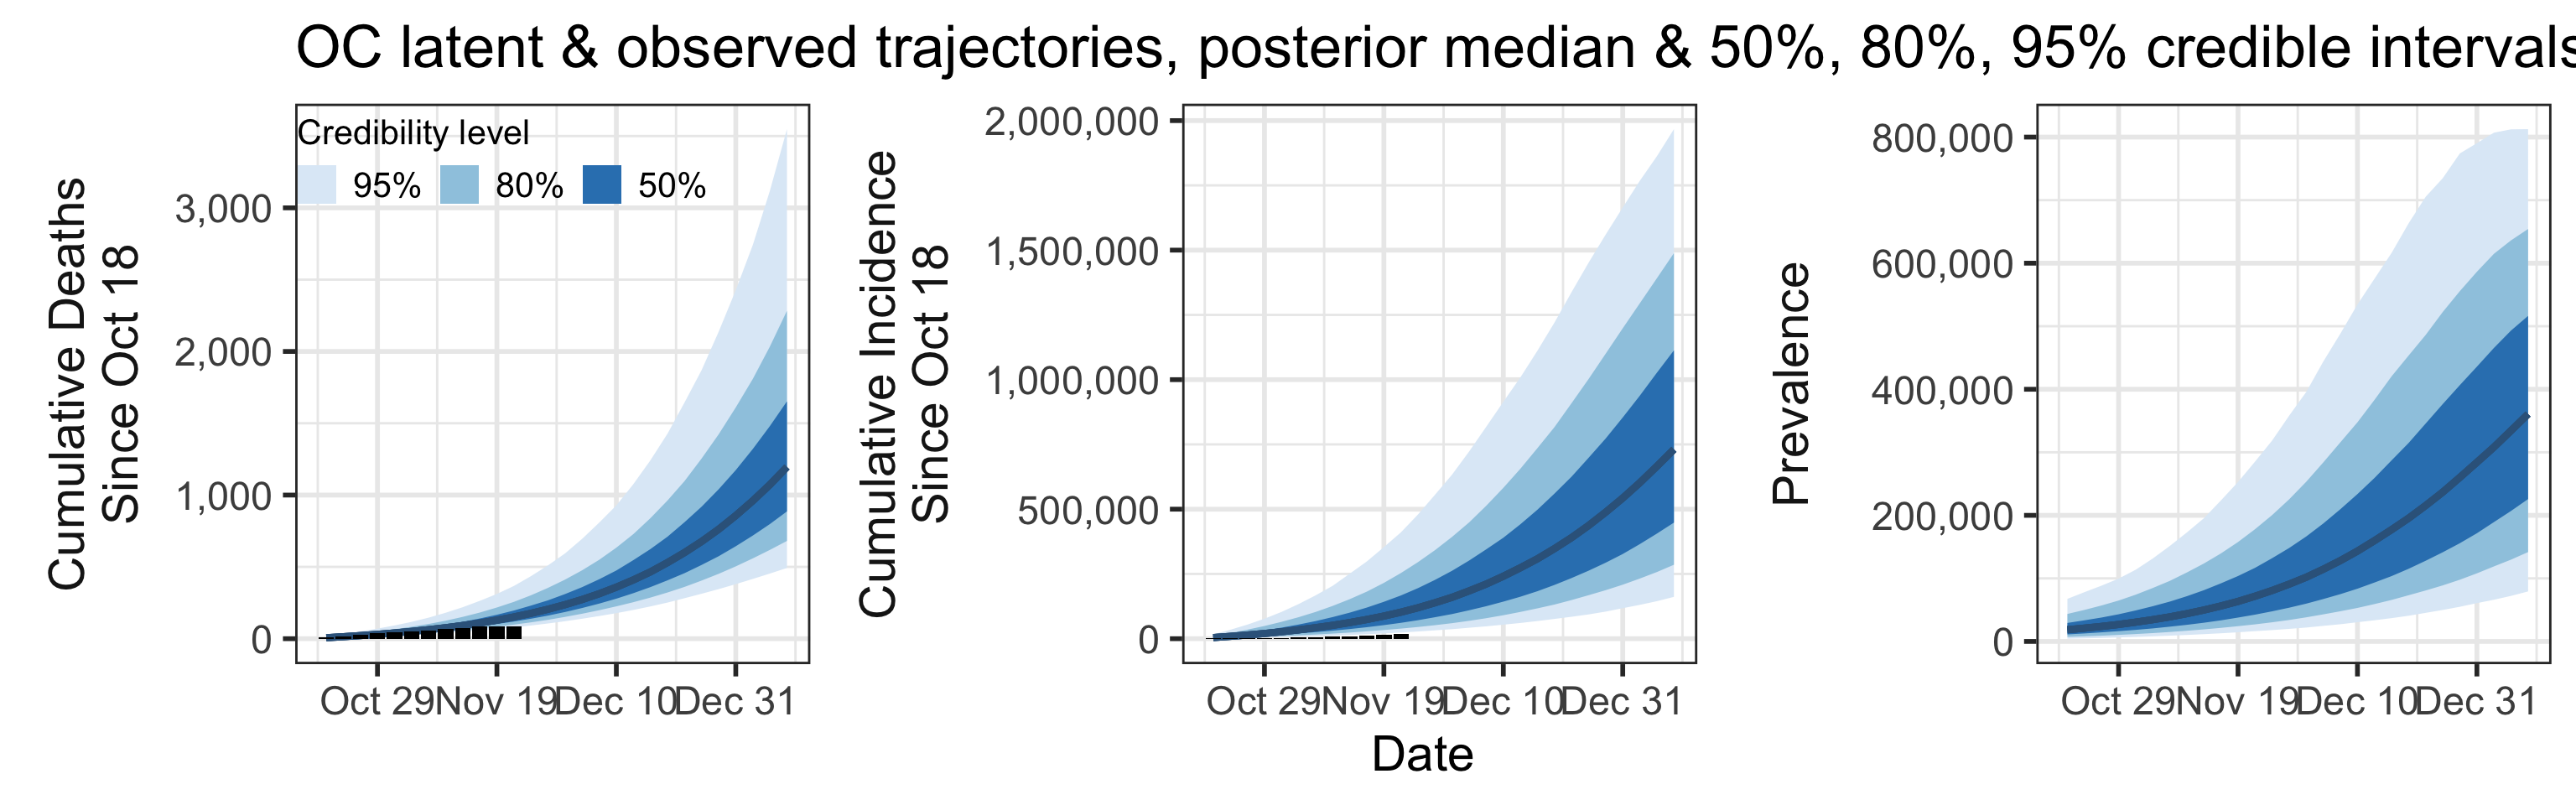 OC latent & observed trajectories, posterior median & 50%, 80%, 95% credible intervals
Cumulative Deaths
Since Oct 18
Credibility level
95% 80% 50%
3,000
2,000
1,000
0
Oct 29 Nov 19 Dec 10 Dec 31
Cumulative Incidence
Since Oct 18
2,000,000
1,500,000
1,000,000
500,000
0
Oct 29 Nov 19 Dec 10 Dec 31
Prevalence
800,000
600,000
400,000
200,000
0
Oct 29 Nov 19 Dec 10 Dec 31
Date